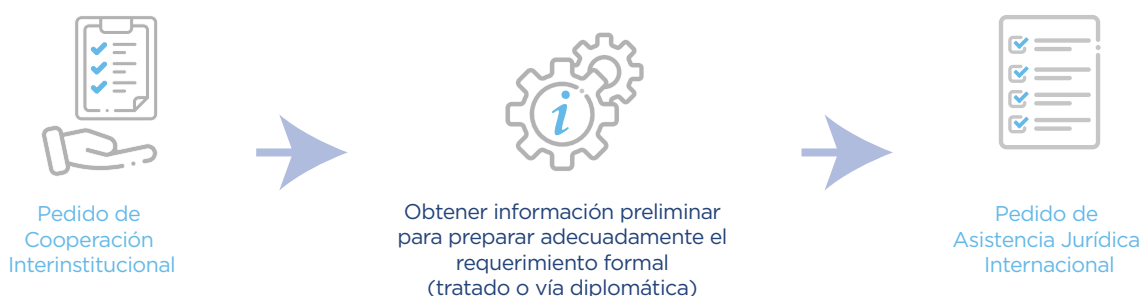 i
Pedido de
Cooperación
Interinstitucional
Obtener información preliminar
para preparar adecuadamente el
requerimiento formal
(tratado o vía diplomática)
Pedido de
Asistencia Jurídica
Internacional